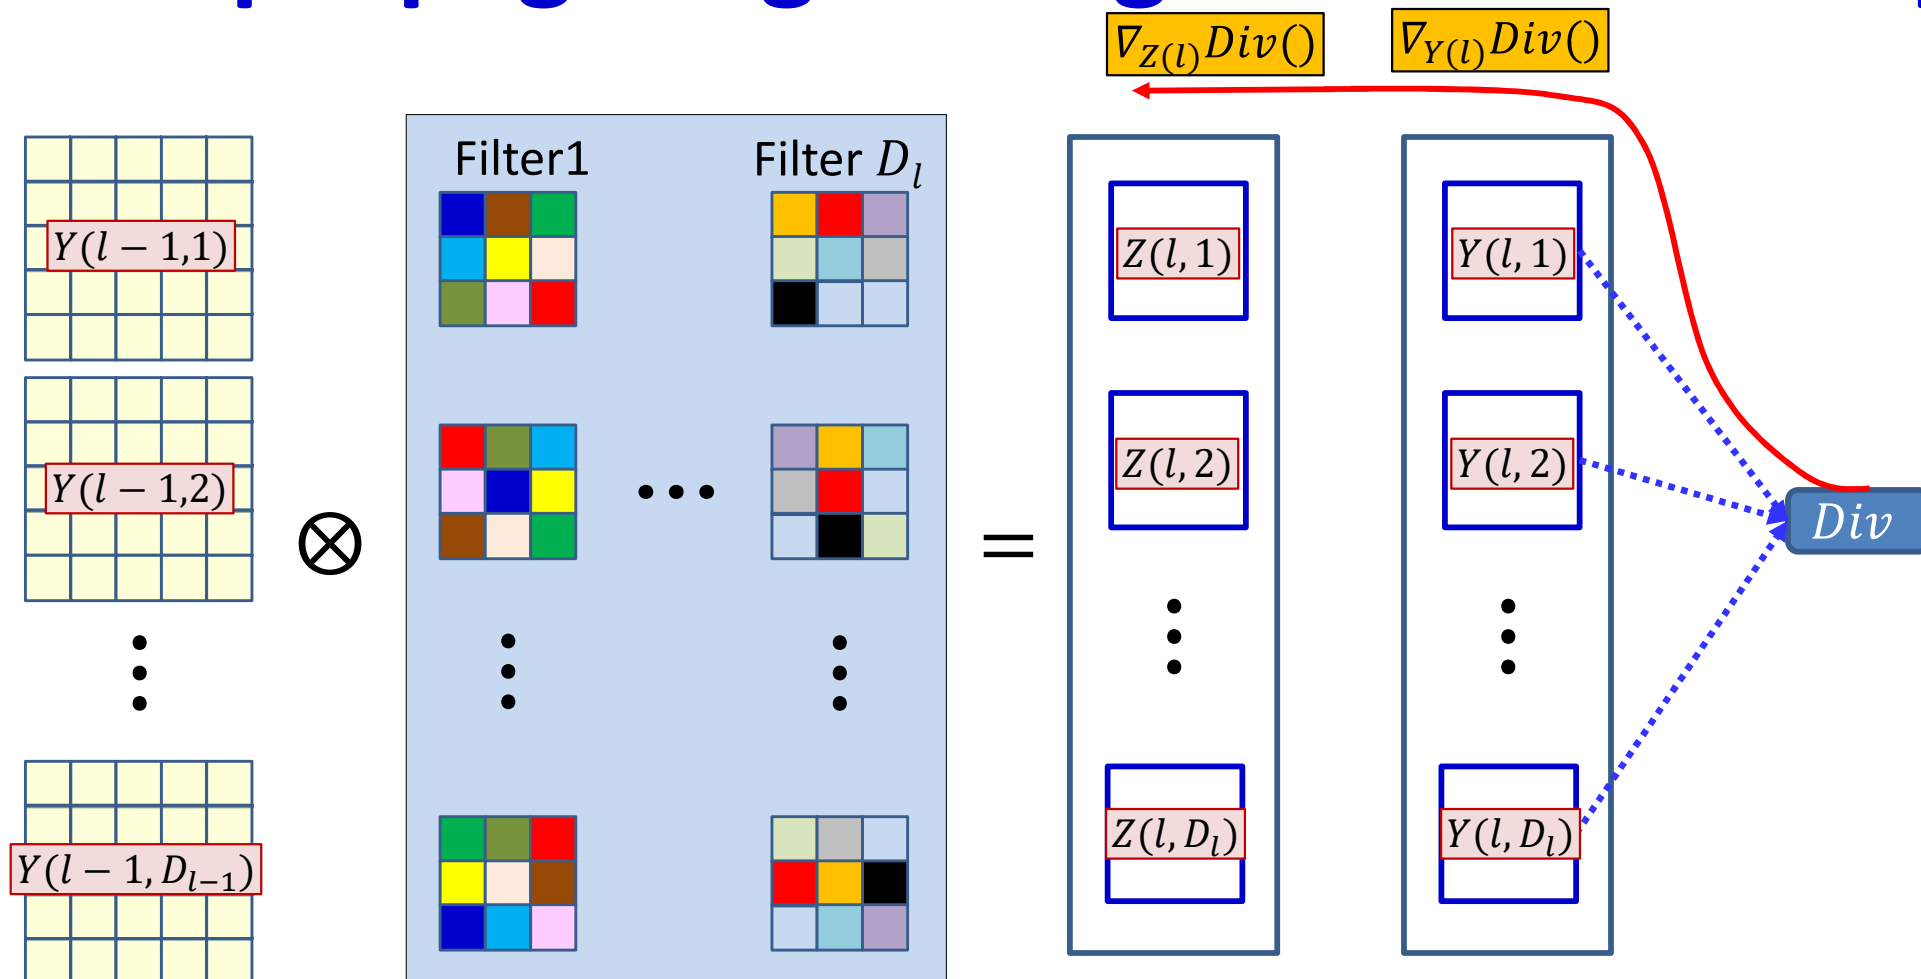 ∇Z(l)Div()
∇Y(l)Div()
Filter1
Filter Dl
Y(l − 1,1)
Z(l, 1)
Y(l, 1)
Y(l − 1,2)
Z(l, 2)
Y(l, 2)
⊗
=
Div
Y(l − 1, Dl−1)
Z(l, Dl)
Y(l, Dl)